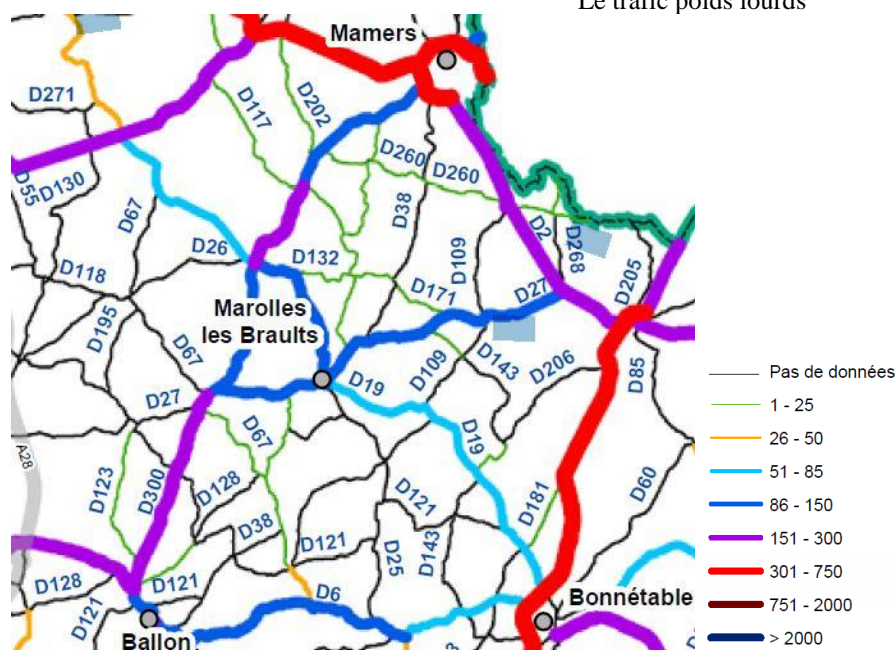 Le trafic poids lourds
Mamers
D271
D117
D202
D260
D260
D55
D130
D67
D38
D26
D132
D109
D2
D268
D118
D171
D27
D205
Marolles
les Braults
D195
D67
D109
D143
D206
D85
D19
D27
D67
D19
A28
D123
D300
D128
D121
D181
D60
D38
D121
D25
D143
D128
D121
D121
D6
Bonnétable
Ballon
Pas de données
1 - 25
26 - 50
51 - 85
86 - 150
151 - 300
301 - 750
751 - 2000
> 2000